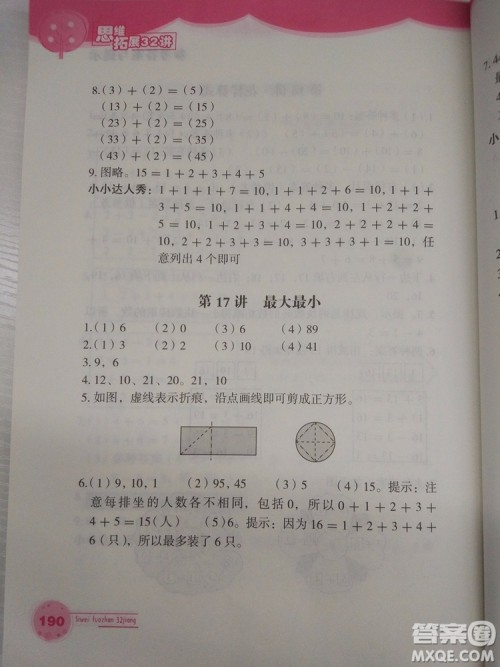 思维
拓展32讲
8.(3)+(2)=(5)
(13)+(2)=(15)
(23)+(2)=(25)
(33)+(2)=(35)
(43)+(2)=(45)
9.图略。15=1+2+3+4+5
小小达人秀：1+1+1+7=10，1+1+2+6=10，1+1+
3+5=10，1+1+4+4=10，1+2+2+5=
10，1+2+3+4=10，2+2+2+4=
10，2+2+3+3=10，3+3+3+1=10，任
意列出4个即可
第17讲 最大最小
1.(1)6 (2)0 (3)6 (4)89
2.(1)3 (2)2 (3)10 (4)41
3.9，6
4.12、10、21、20。21，10
5.如图，虚线表示折痕，沿点画线即可剪成正方形。
6.(1)9，10，1 (2)95，45 (3)5 (4)15。提示：注
意每排坐的人数各不相同，包括0，所以0+1+2+3
+4+5=15(人) (5)6。提示：因为16=1+2+3+4
+6(只)，所以最多装了6只。
190
答案圈
MXQE.COM